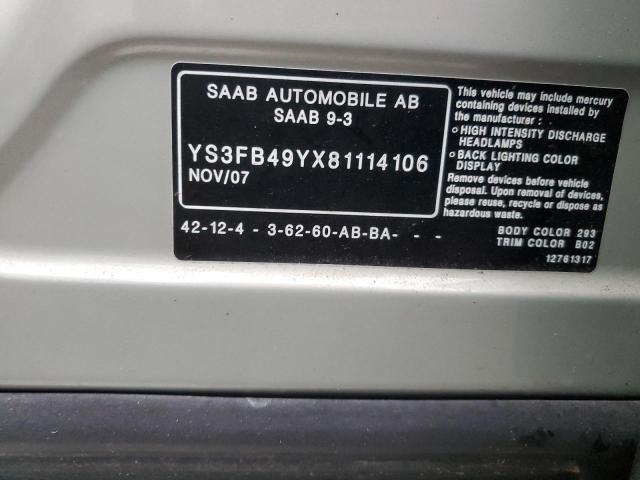 SAAB AUTOMOBILE AB
SAAB 9-3
YS3FB49YX81114106
NOV/07
42-12-4 - 3-62-60-AB-BA- - -
This vehicle may include mercury
containing devices installed by
the manufacturer :
o HIGH INTENSITY DISCHARGE
HEADLAMPS
o BACK LIGHTING COLOR
DISPLAY
Remove devices before vehicle
disposal. Upon removal of devices,
please reuse, recycle or dispose as
hazardous waste.
BODY COLOR 293
TRIM COLOR B02
12761317